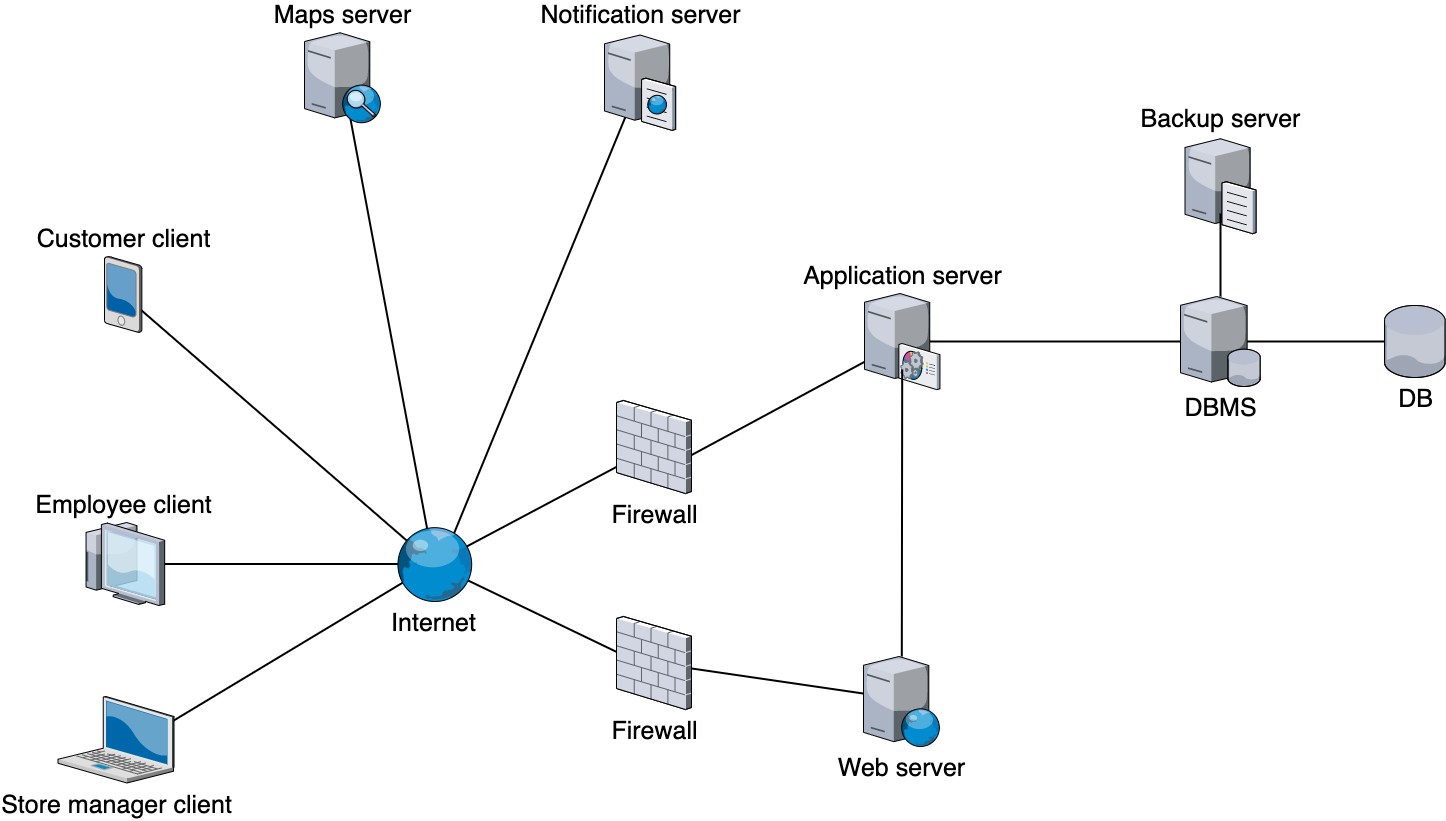 Maps server
Notification server
Backup server
Customer client
Application server
DBMS
DB
Employee client
Firewall
Internet
Firewall
Web server
Store manager client